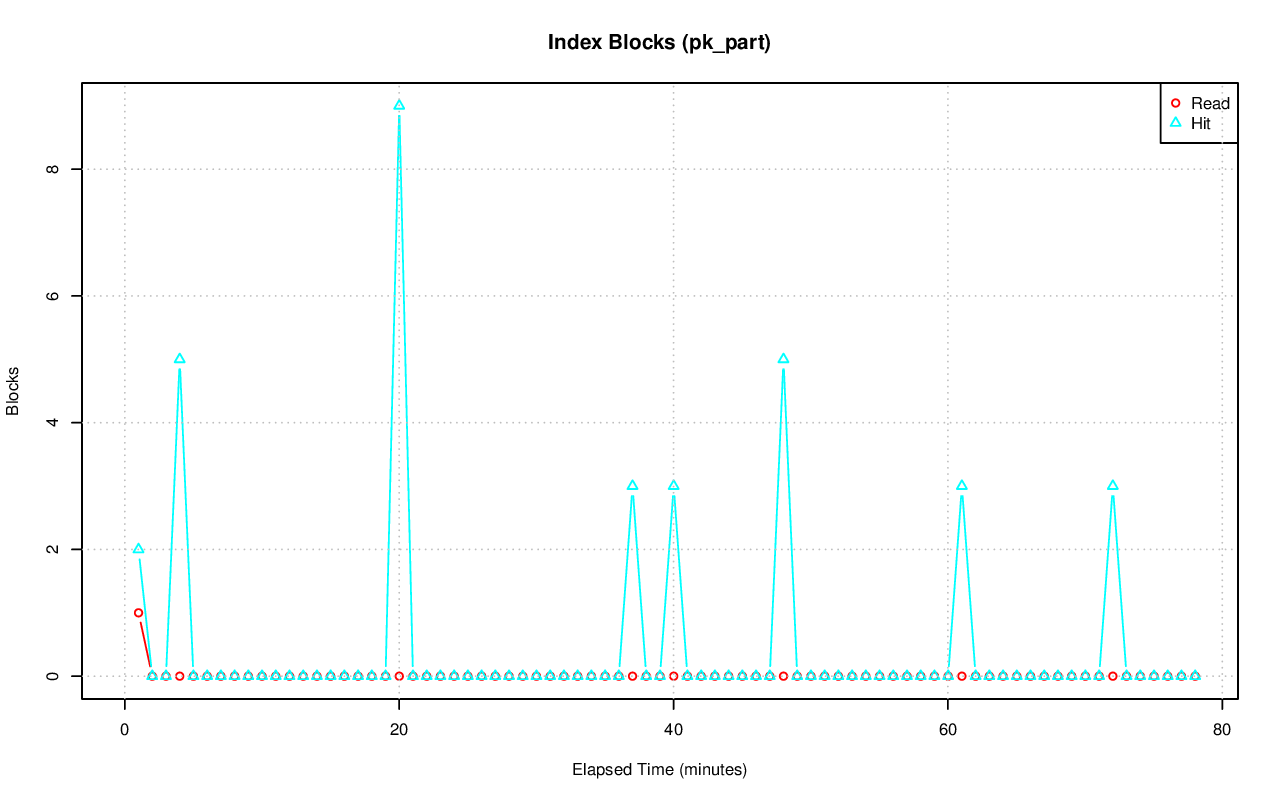 Index Blocks (pk_part)
Read
Hit
8
6
4
2
0
Blocks
0 20 40 60 80
Elapsed Time (minutes)